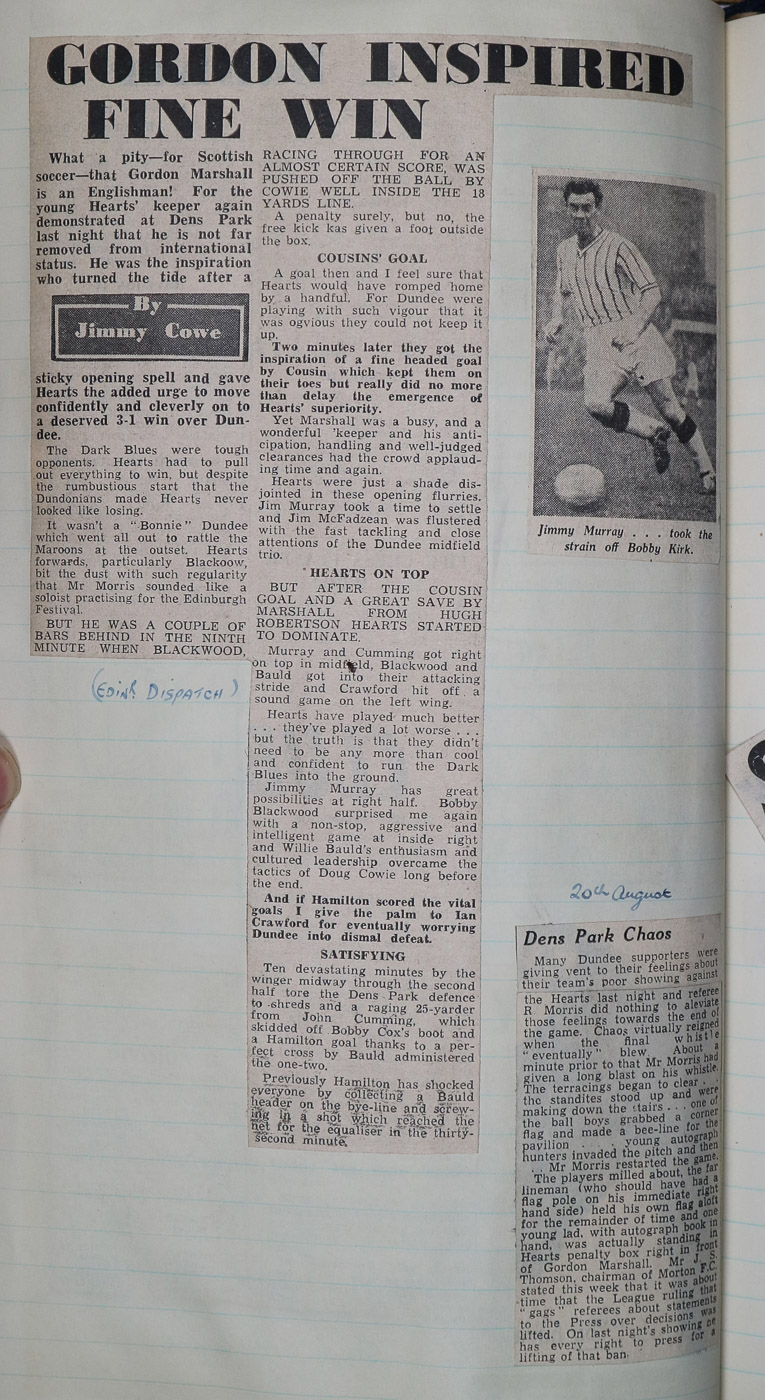 GORDON INSPIRED
FINE WIN
What a pity—for Scottish
soccer—that Gordon Marshall
is an Englishman! For the
young Hearts' keeper again
demonstrated at Dens Park
last night that he is not far
removed from international
status. He was the inspiration
who turned the tide after a
By
Jimmy Cowe
sticky opening spell and gave
Hearts the added urge to move
confidently and cleverly on to
a deserved 3-1 win over Dun-
dee.
The Dark Blues were tough
opponents. Hearts had to pull
out everything to win, but despite
the rumbustious start that the
Dundonians made Hearts never
looked like losing.
It wasn't a "Bonnie" Dundee
which went all out to rattle the
Maroons at the outset. Hearts
forwards, particularly Blackoow,
bit the dust with such regularity
that Mr Morris sounded like a
soloist practising for the Edinburgh
Festival.
BUT HE WAS A COUPLE OF
BARS BEHIND IN THE NINTH
MINUTE WHEN BLACKWOOD,
RACING THROUGH FOR AN
ALMOST CERTAIN SCORE, WAS
PUSHED OFF THE BALL BY
COWIE WELL INSIDE THE 18
YARDS LINE.
A penalty surely, but no, the
free kick kas given a foot outside
the box.
COUSINS' GOAL
A goal then and I feel sure that
Hearts would have romped home
by a handful. For Dundee were
playing with such vigour that it
was ogvious they could not keep it
up.
Two minutes later they got the
inspiration of a fine headed goal
by Cousin which kept them on
their toes but really did no more
than delay the emergence of
Hearts' superiority.
Yet Marshall was a busy, and a
wonderful 'keeper and his anti-
cipation, handling and well-judged
clearances had the crowd applaud-
ing time and again.
Hearts were just a shade dis-
jointed in these opening flurries.
Jim Murray took a time to settle
and Jim McFadzean was flustered
with the fast tackling and close
attentions of the Dundee midfield
trio.
HEARTS ON TOP
BUT AFTER THE COUSIN
GOAL AND A GREAT SAVE BY
MARSHALL FROM HUGH
ROBERTSON HEARTS STARTED
TO DOMINATE.
Murray and Cumming got right
on top in midfield, Blackwood and
Bauld got into their attacking
stride and Crawford hit off a
sound game on the left wing.
Hearts have played much better
. . . they've played a lot worse . . .
but the truth is that they didn't
need to be any more than cool
and confident to run the Dark
Blues into the ground.
Jimmy Murray has great
possibilities at right half. Bobby
Blackwood surprised me again
with a non-stop, aggressive and
intelligent game at inside right
and Willie Bauld's enthusiasm and
cultured leadership overcame the
tactics of Doug Cowie long before
the end.
And if Hamilton scored the vital
goals I give the palm to Ian
Crawford for eventually worrying
Dundee into dismal defeat.
SATISFYING
Ten devastating minutes by the
winger midway through the second
half tore the Dens Park defence
to shreds and a raging 25-yarder
from John Cumming, which
skidded off Bobby Cox's boot and
a Hamilton goal thanks to a per-
fect cross by Bauld administered
the one-two.
Previously Hamilton has shocked
everyone by collecting a Bauld
header on the bye-line and screw-
ing in a shot which reached the
net for the equaliser in the thirty-
second minute.
(EDIN? DISPATCH)
Jimmy Murray . . . took the
strain off Bobby Kirk.
20th August
Dens Park Chaos
Many Dundee supporters were
giving vent to their feelings about
their team's poor showing against
the Hearts last night and referee
R Morris did nothing to aleviate
those feelings towards the end of
the game. Chaos virtually reigned
when the final whistle
"eventually" blew. About a
minute prior to that Mr Morris had
given a long blast on his whistle.
The terracings began to clear . .
the standites stood up and were
making down the stairs . . . one of
the ball boys grabbed a corner
flag and made a bee-line for the
pavilion . . . young autograph
hunters invaded the pitch and then
. . Mr Morris restarted the game.
The players milled about, the far
lineman (who should have had a
flag pole on his immediate right
hand side) held his own flag aloft
for the remainder of time and one
young lad, with autograph book in
hand, was actually standing in
Hearts penalty box right in front
of Gordon Marshall. Mr J. S.
Thomson, chairman of Morton F.C.
stated this week that it was about
time that the League ruling that
"gags" referees about statements
to the Press over decisions was
lifted. On last night's showing he
has every right to press for a
lifting of that ban.